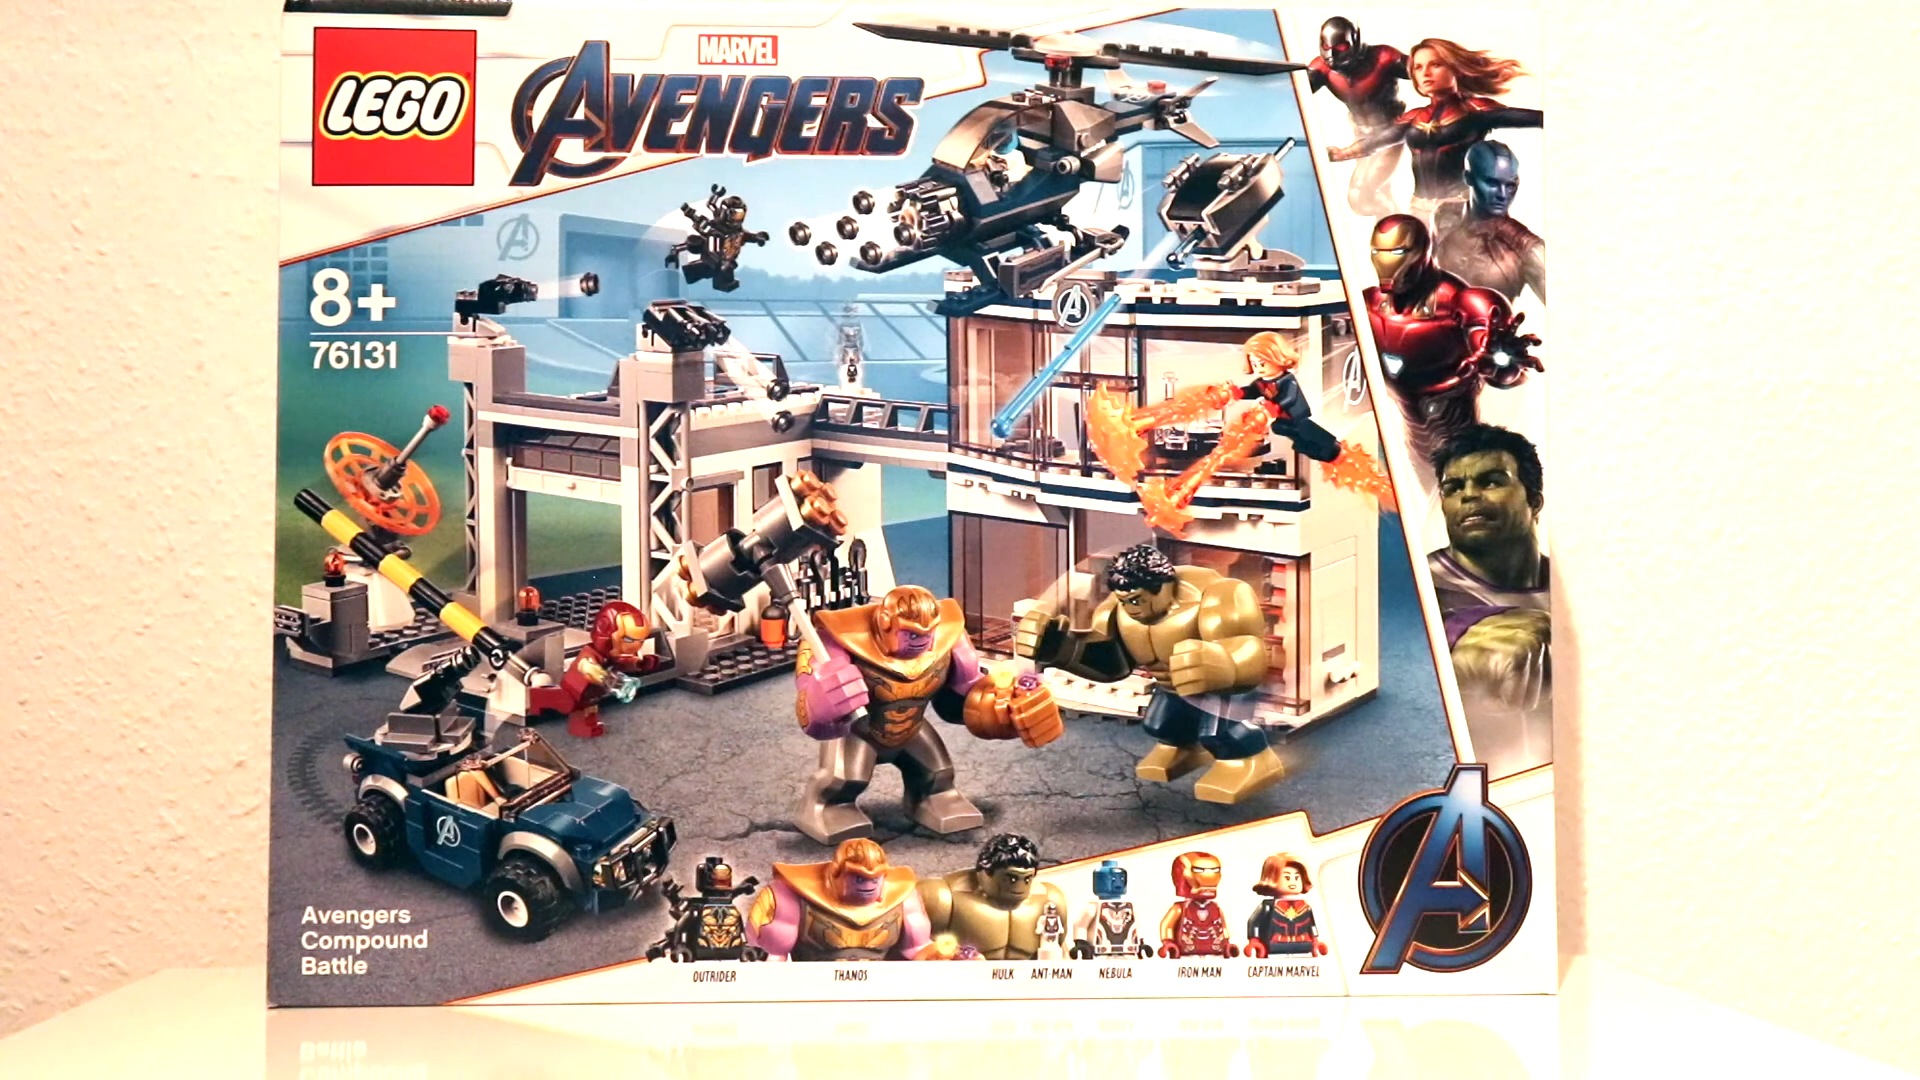 LEGO
MARVEL
AVENGERS
8+
76131
Avengers
Compound
Battle
OUTRIDER
THANOS
HULK
ANT-MAN
NEBULA
IRON MAN
CAPTAIN MARVEL